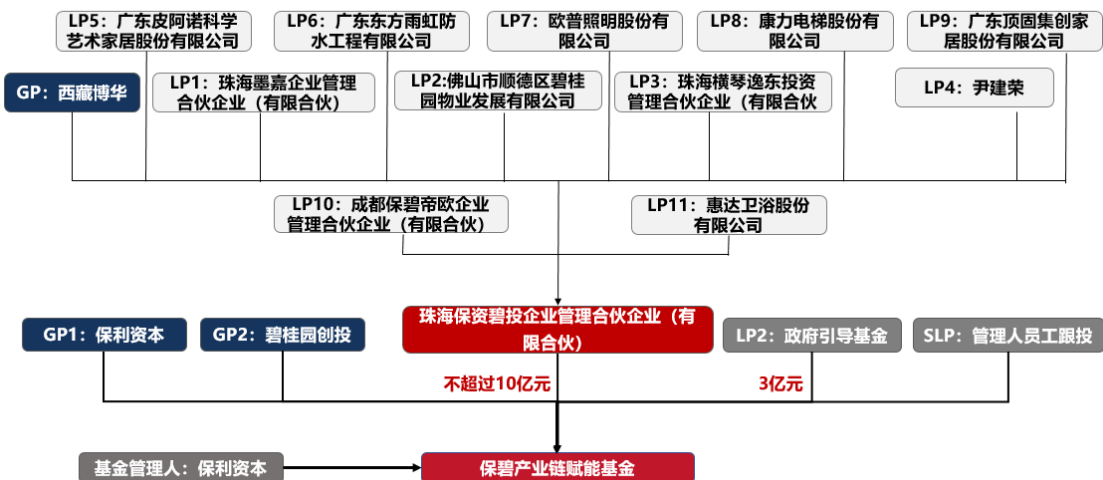 LP5：广东皮阿诺科学
艺术家居股份有限公司
LP6：广东东方雨虹防
水工程有限公司
LP7：欧普照明股份有
限公司
LP8：康力电梯股份有
限公司
LP9：广东顶固集创家
居股份有限公司
GP：西藏博华
LP1：珠海墨嘉企业管理
合伙企业（有限合伙）
LP2:佛山市顺德区碧桂
园物业发展有限公司
LP3：珠海横琴逸东投资
管理合伙企业（有限合伙
LP4：尹建荣
LP10：成都保碧帝欧企业
管理合伙企业（有限合伙）
LP11：惠达卫浴股份
有限公司
GP1：保利资本
GP2：碧桂园创投
珠海保资碧投企业管理合伙企业（有
限合伙）
LP2：政府引导基金
SLP：管理人员工跟投
不超过10亿元
3亿元
基金管理人：保利资本
保碧产业链赋能基金